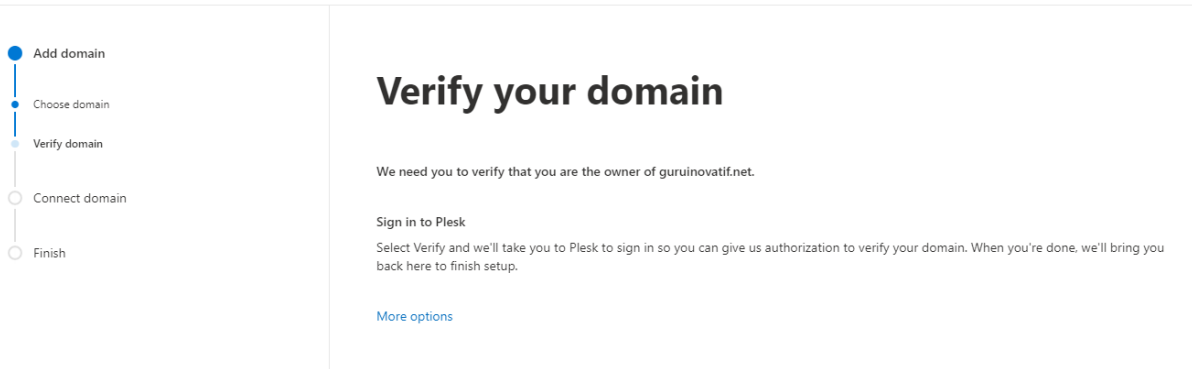 Add domain
Choose domain
Verify domain
Connect domain
Finish
Verify your domain
We need you to verify that you are the owner of guruinovatif.net.
Sign in to Plesk
Select Verify and we'll take you to Plesk to sign in so you can give us authorization to verify your domain. When you're done, we'll bring you
back here to finish setup.
More options